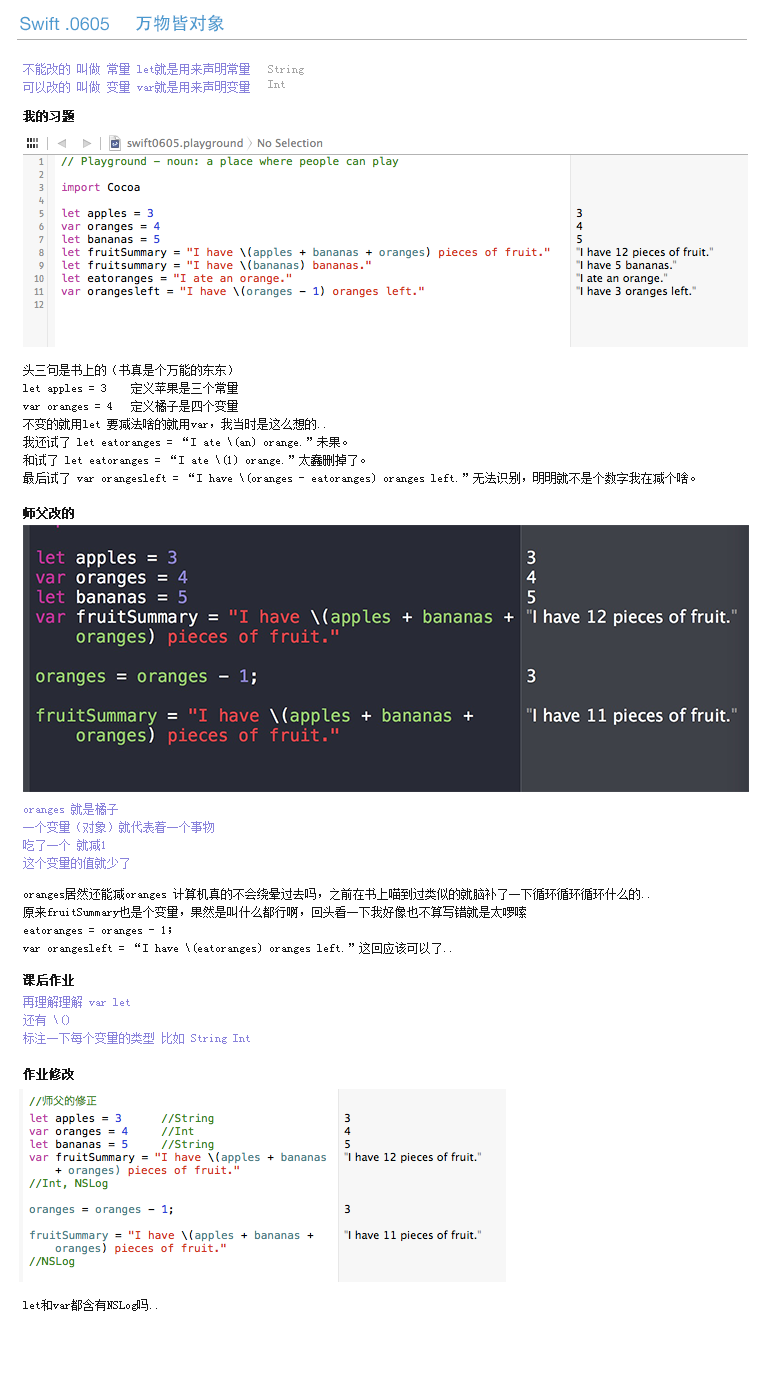 Swift .0605 万物皆对象
不能改的 叫做 常量 let就是用来声明常量 String
可以改的 叫做 变量 var就是用来声明变量 Int
我的习题
swift0605.playground 〉No Selection
1 // Playground - noun: a place where people can play
2
3 import Cocoa
4
5 let apples = 3 3
6 var oranges = 4 4
7 let bananas = 5 5
8 let fruitSummary = "I have \(apples + bananas + oranges) pieces of fruit." "I have 12 pieces of fruit."
9 let fruitsummary = "I have \(bananas) bananas." "I have 5 bananas."
10 let eatoranges = "I ate an orange." "I ate an orange."
11 var orangesleft = "I have \(oranges - 1) oranges left." "I have 3 oranges left."
12
头三句是书上的（书真是个万能的东东）
let apples = 3 定义苹果是三个常量
var oranges = 4 定义橘子是四个变量
不变的就用let 要减法啥的就用var，我当时是这么想的..
我还试了 let eatoranges = “I ate \(an) orange.”未果。
和试了 let eatoranges = “I ate \(1) orange.”太蠢删掉了。
最后试了 var orangesleft = “I have \(oranges - eatoranges) oranges left.”无法识别，明明就不是个数字我在减个啥。
师父改的
let apples = 3 3
var oranges = 4 4
let bananas = 5 5
var fruitSummary = "I have \(apples + bananas + "I have 12 pieces of fruit."
oranges) pieces of fruit."
oranges = oranges - 1; 3
fruitSummary = "I have \(apples + bananas + "I have 11 pieces of fruit."
oranges) pieces of fruit."
oranges 就是橘子
一个变量（对象）就代表着一个事物
吃了一个 就减1
这个变量的值就少了
oranges居然还能减oranges 计算机真的不会绕晕过去吗，之前在书上瞄到过类似的就脑补了一下循环循环循环什么的..
原来fruitSummary也是个变量，果然是叫什么都行啊，回头看一下我好像也不算写错就是太啰嗦
eatoranges = oranges - 1;
var orangesleft = “I have \(eatoranges) oranges left.”这回应该可以了..
课后作业
再理解理解 var let
还有 \()
标注一下每个变量的类型 比如 String Int
作业修改
//师父的修正
let apples = 3 //String 3
var oranges = 4 //Int 4
let bananas = 5 //String 5
var fruitSummary = "I have \(apples + bananas "I have 12 pieces of fruit."
+ oranges) pieces of fruit."
//Int, NSLog
oranges = oranges - 1; 3
fruitSummary = "I have \(apples + bananas + "I have 11 pieces of fruit."
oranges) pieces of fruit."
//NSLog
let和var都含有NSLog吗..